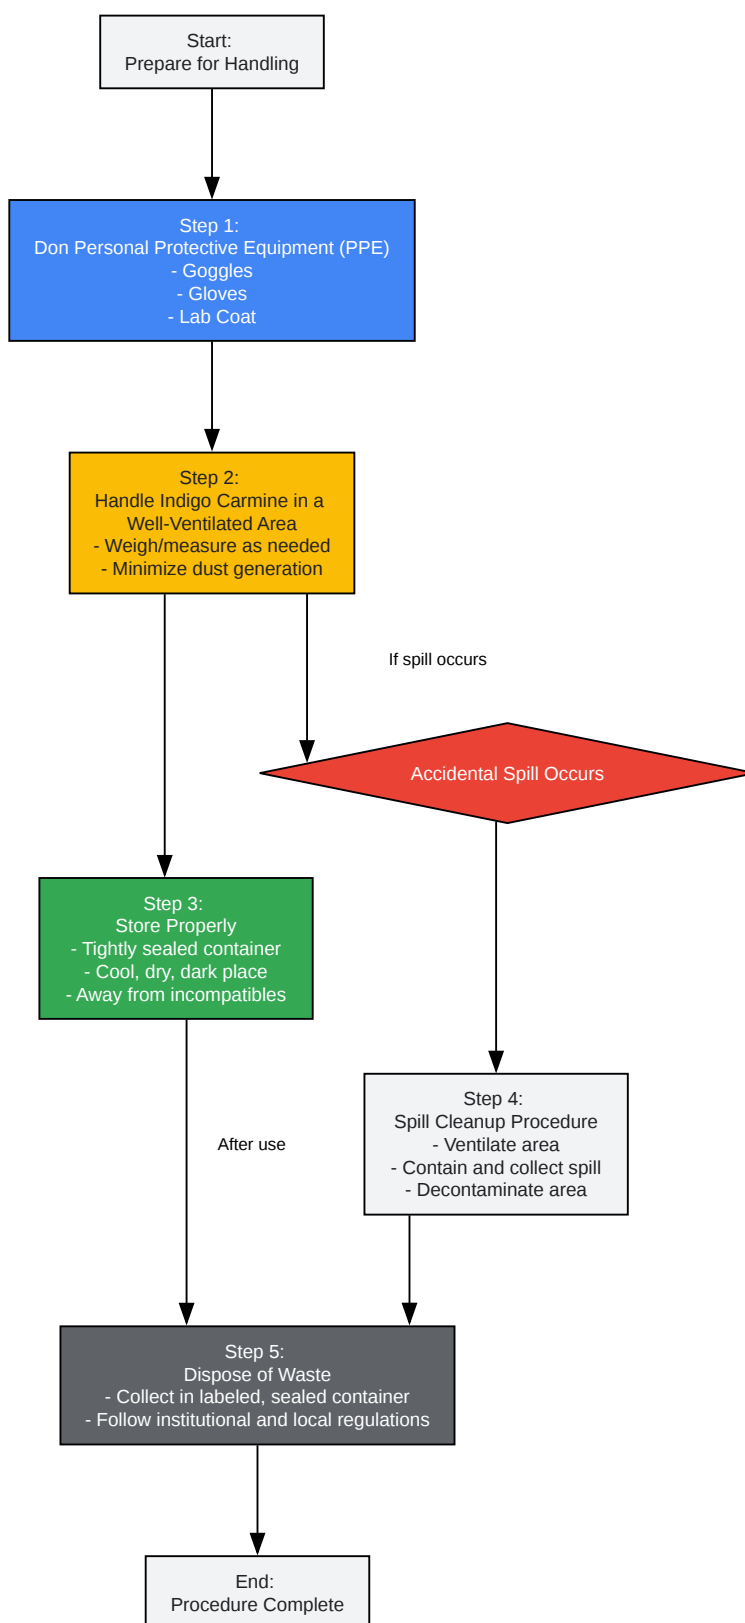 Start:
Prepare for Handling
Step 1:
Don Personal Protective Equipment (PPE)
- Goggles
- Gloves
- Lab Coat
Step 2:
Handle Indigo Carmine in a
Well-Ventilated Area
- Weigh/measure as needed
- Minimize dust generation
If spill occurs
Accidental Spill Occurs
Step 3:
Store Properly
- Tightly sealed container
- Cool, dry, dark place
- Away from incompatibles
Step 4:
Spill Cleanup Procedure
- Ventilate area
- Contain and collect spill
- Decontaminate area
After use
Step 5:
Dispose of Waste
- Collect in labeled, sealed container
- Follow institutional and local regulations
End:
Procedure Complete